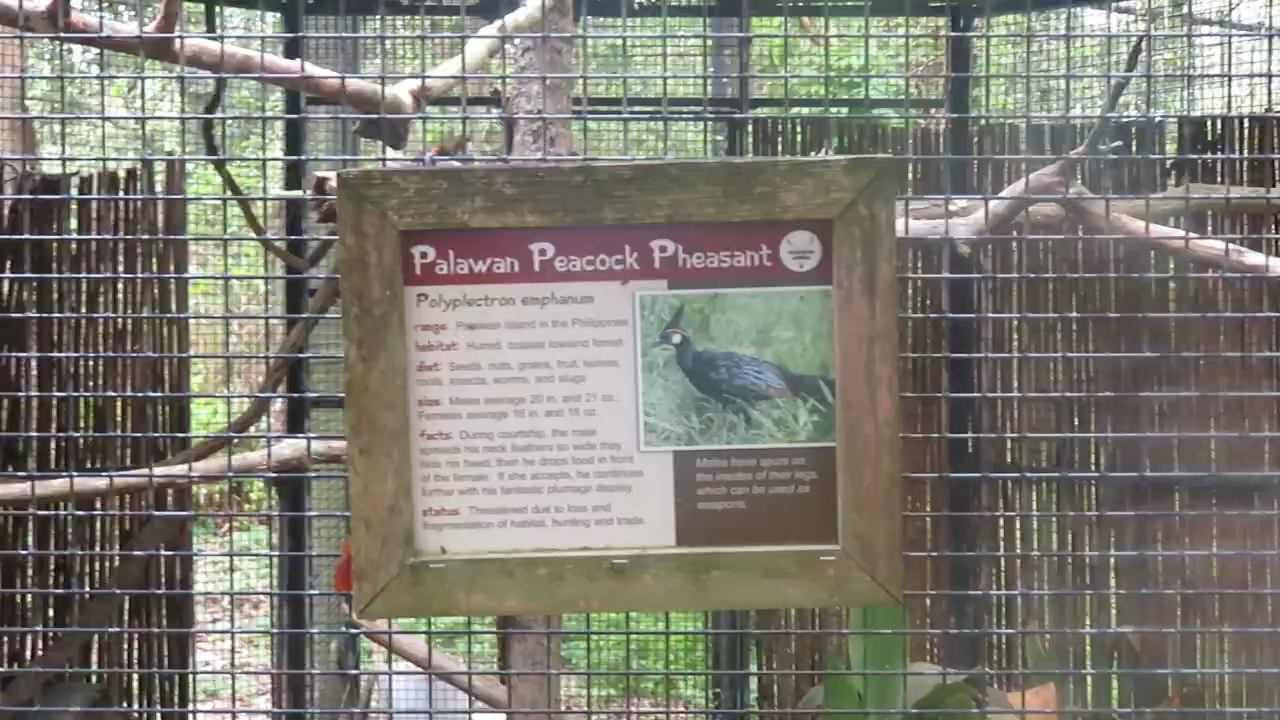 Palawan Peacock Pheasant
Polyplectron emphanum
range: Palawan Island in the Philippines
habitat: Humid, coastal lowland forest
diet: Seeds, nuts, grains, fruit, leaves,
roots, insects, worms, and slugs
size: Males average 20 in. and 21 oz.
Females average 16 in. and 18 oz.
facts: During courtship, the male
spreads his neck feathers so wide they
hide his head, then he drops food in front
of the female. If she accepts, he continues
further with his fantastic plumage display.
status: Threatened due to loss and
fragmentation of habitat, hunting and trade.
Males have spurs on
the insides of their legs,
which can be used as
weapons.